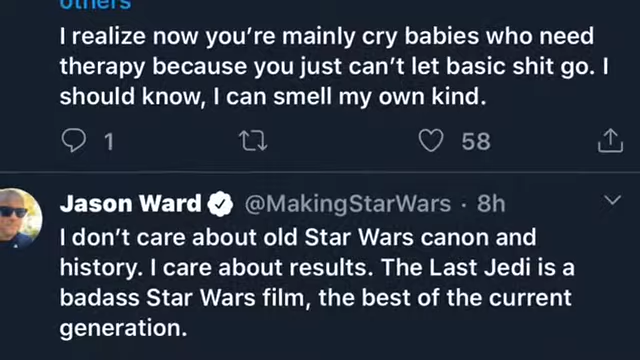 others
I realize now you’re mainly cry babies who need
therapy because you just can’t let basic shit go. I
should know, I can smell my own kind.
1 58
Jason Ward @MakingStarWars · 8h
I don’t care about old Star Wars canon and
history. I care about results. The Last Jedi is a
badass Star Wars film, the best of the current
generation.